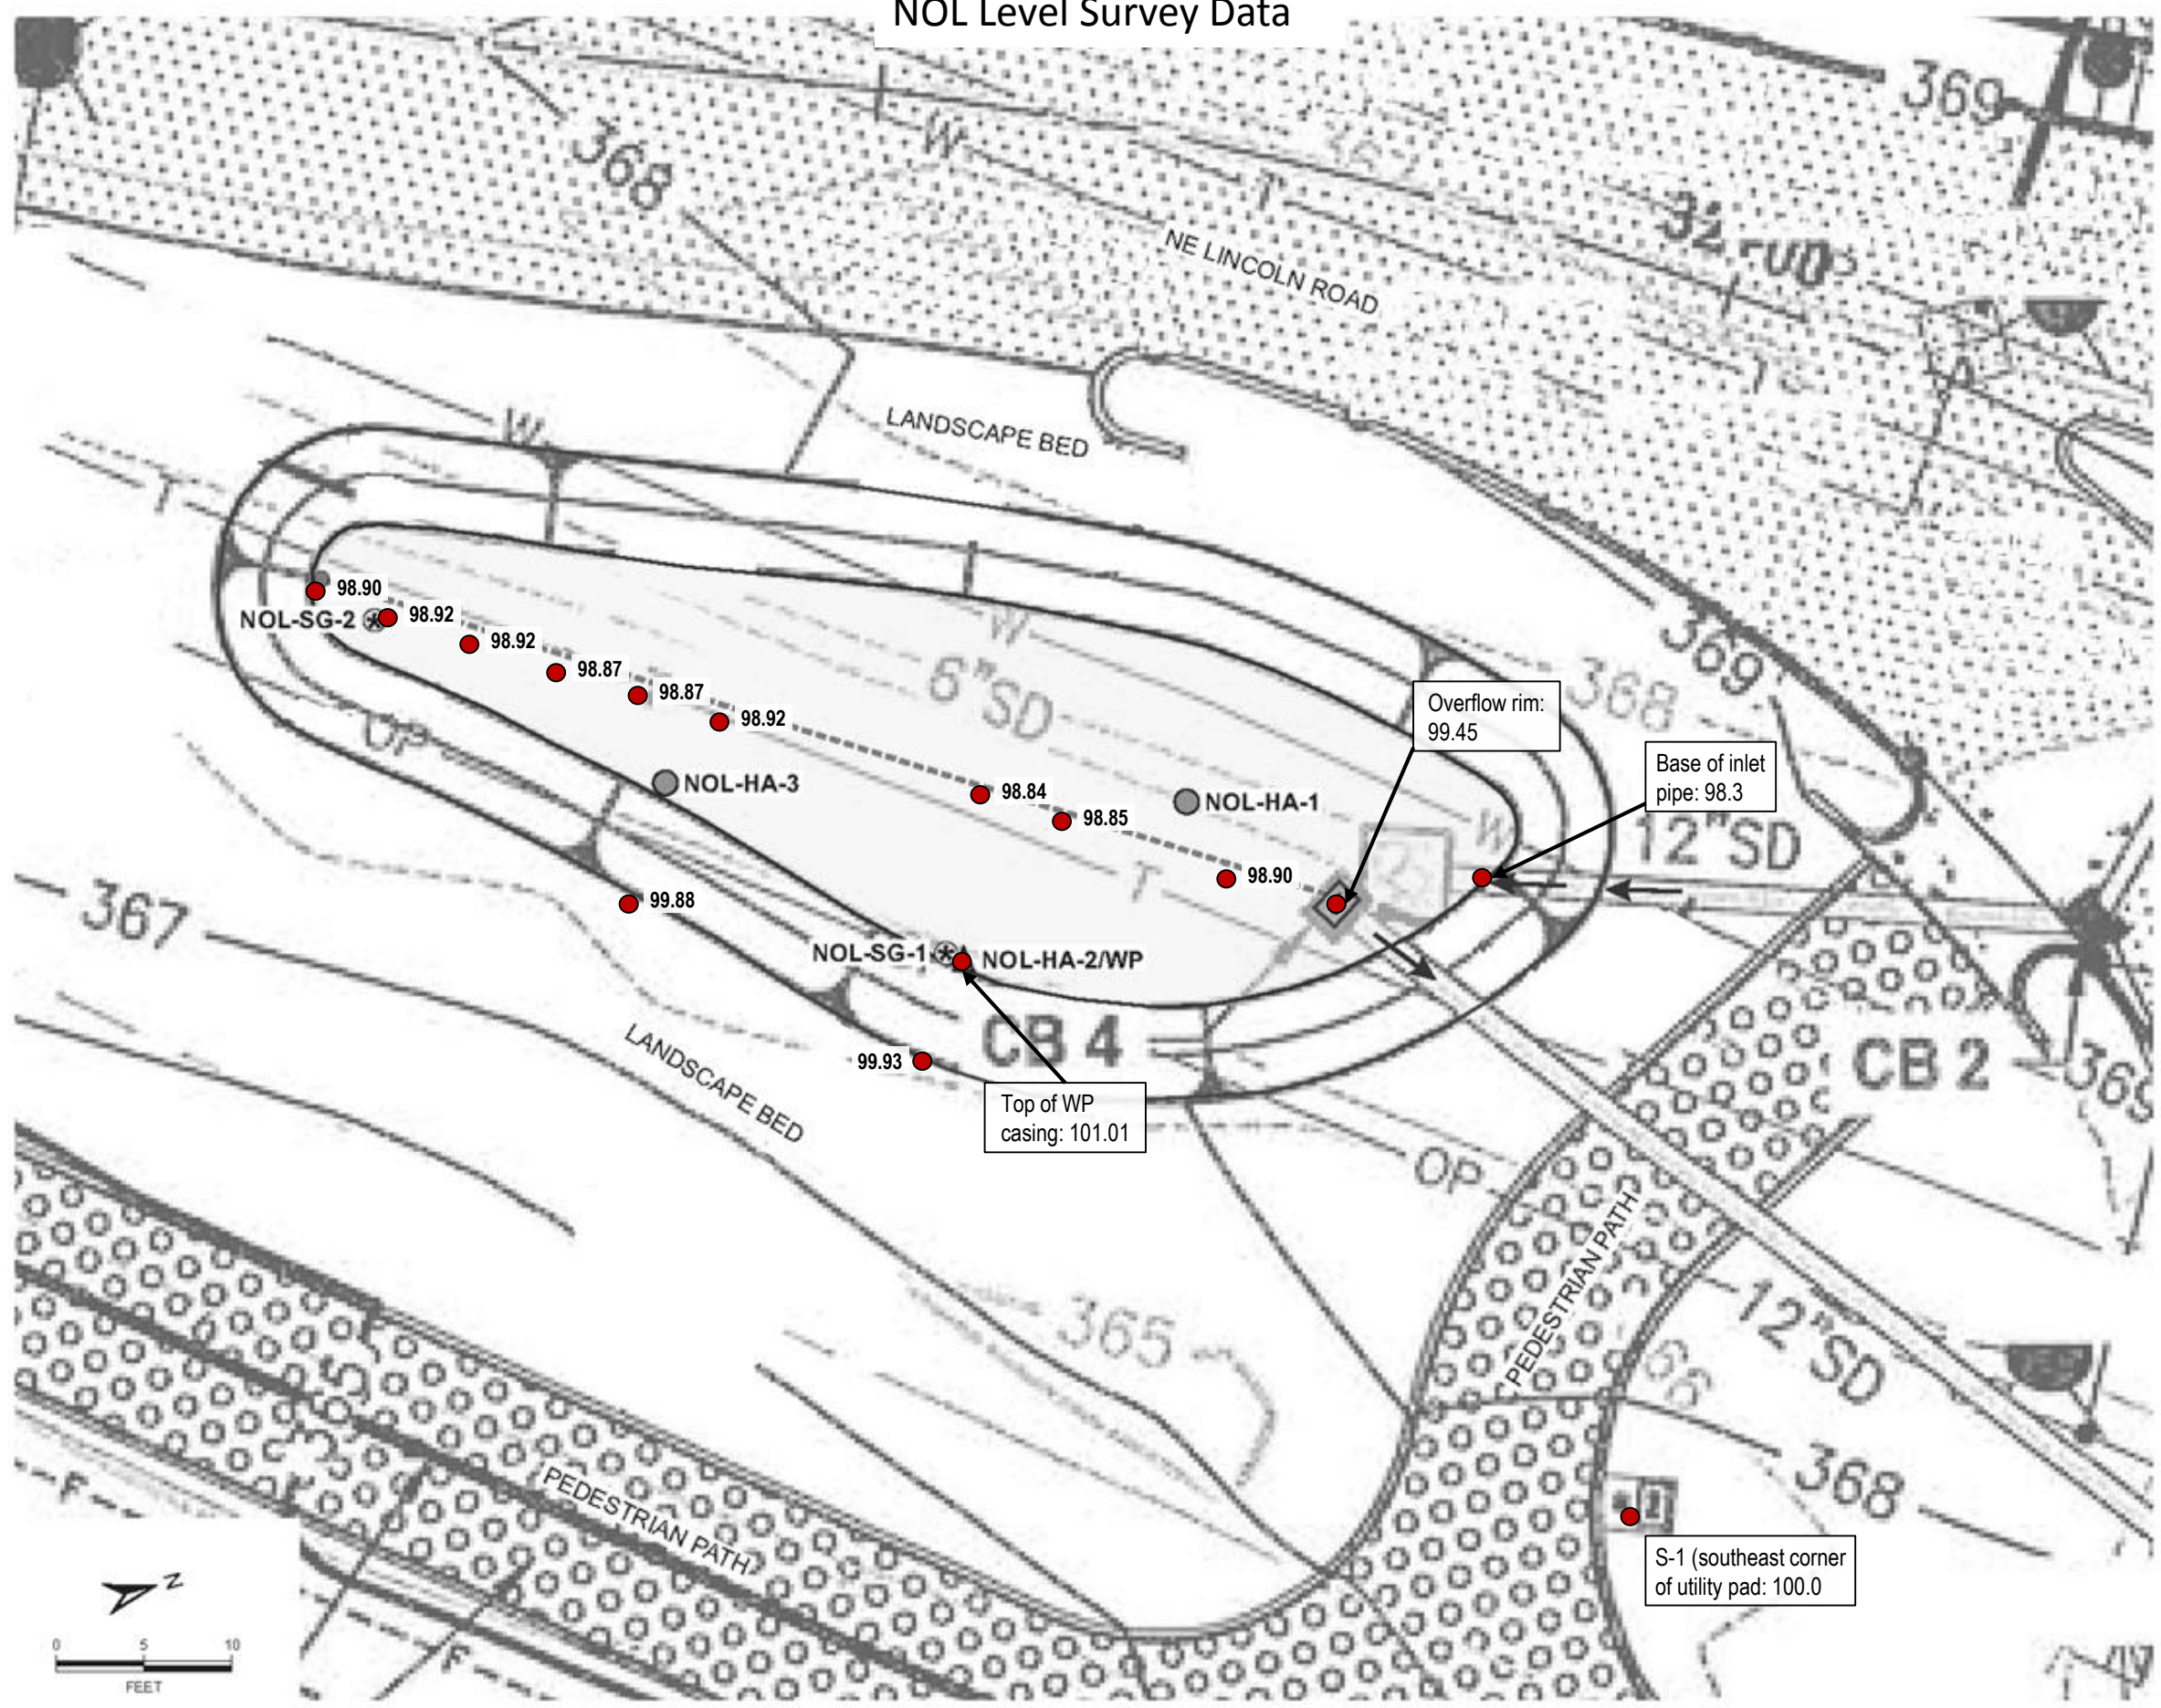 NOL Level Survey Data
369
368
W
T
NE LINCOLN ROAD
LANDSCAPE BED
W
T
98.90
NOL-SG-2
98.92
98.92
98.87
98.87
98.92
W
6"SD
369
368
Overflow rim:
99.45
Base of inlet
pipe: 98.3
OP
NOL-HA-3
98.84
NOL-HA-1
98.85
W
12"SD
98.90
T
367
99.88
NOL-SG-1
NOL-HA-2/WP
CB 4
99.93
CB 2
369
LANDSCAPE BED
Top of WP
casing: 101.01
OP
PEDESTRIAN PATH
365
12"SD
368
PEDESTRIAN PATH
F
S-1 (southeast corner
of utility pad: 100.0
Z
0 5 10
FEET
F